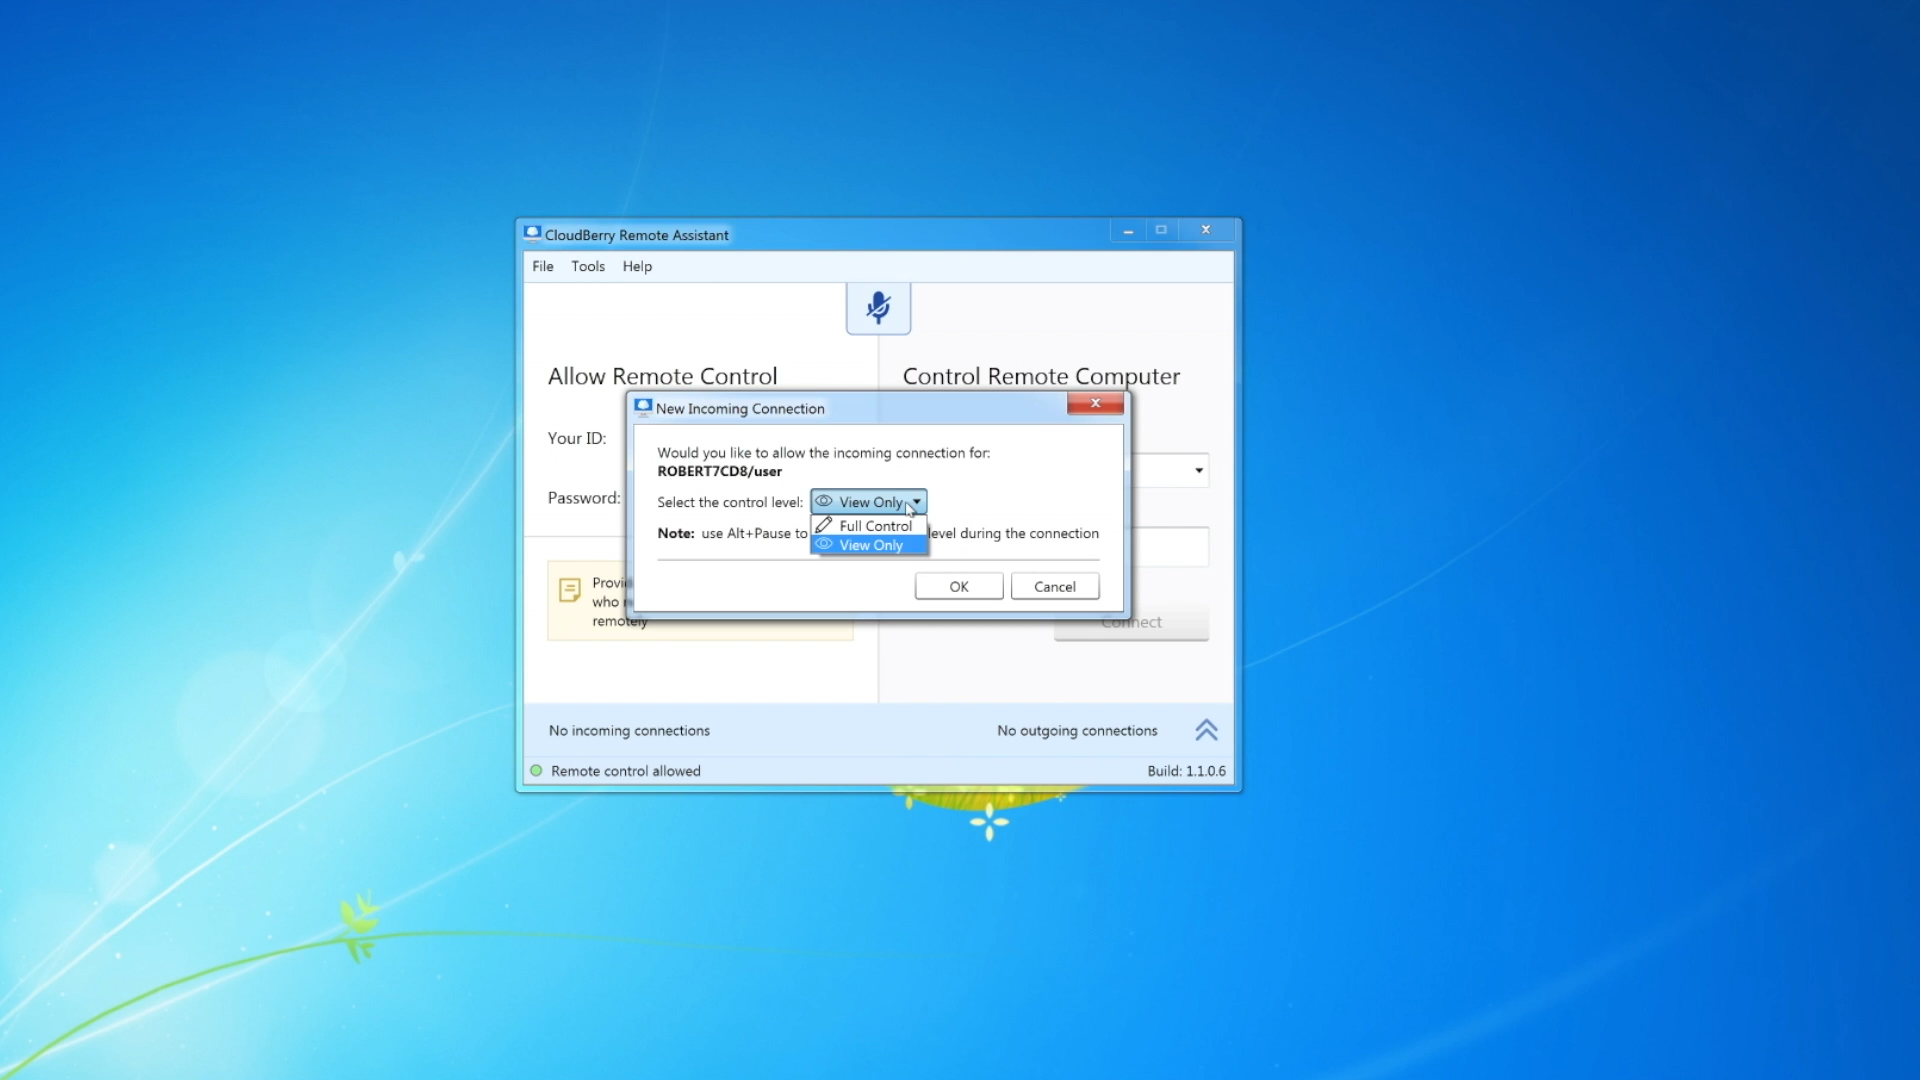 CloudBerry Remote Assistant
File Tools Help
Allow Remote Control
Control Remote Computer
Your ID:
Password:
New Incoming Connection
Would you like to allow the incoming connection for:
ROBERT7CD8/user
Select the control level: View Only
Full Control
View Only
Note: use Alt+Pause to level during the connection
OK Cancel
who
remotely
Connect
No incoming connections
No outgoing connections
Remote control allowed
Build: 1.1.0.6